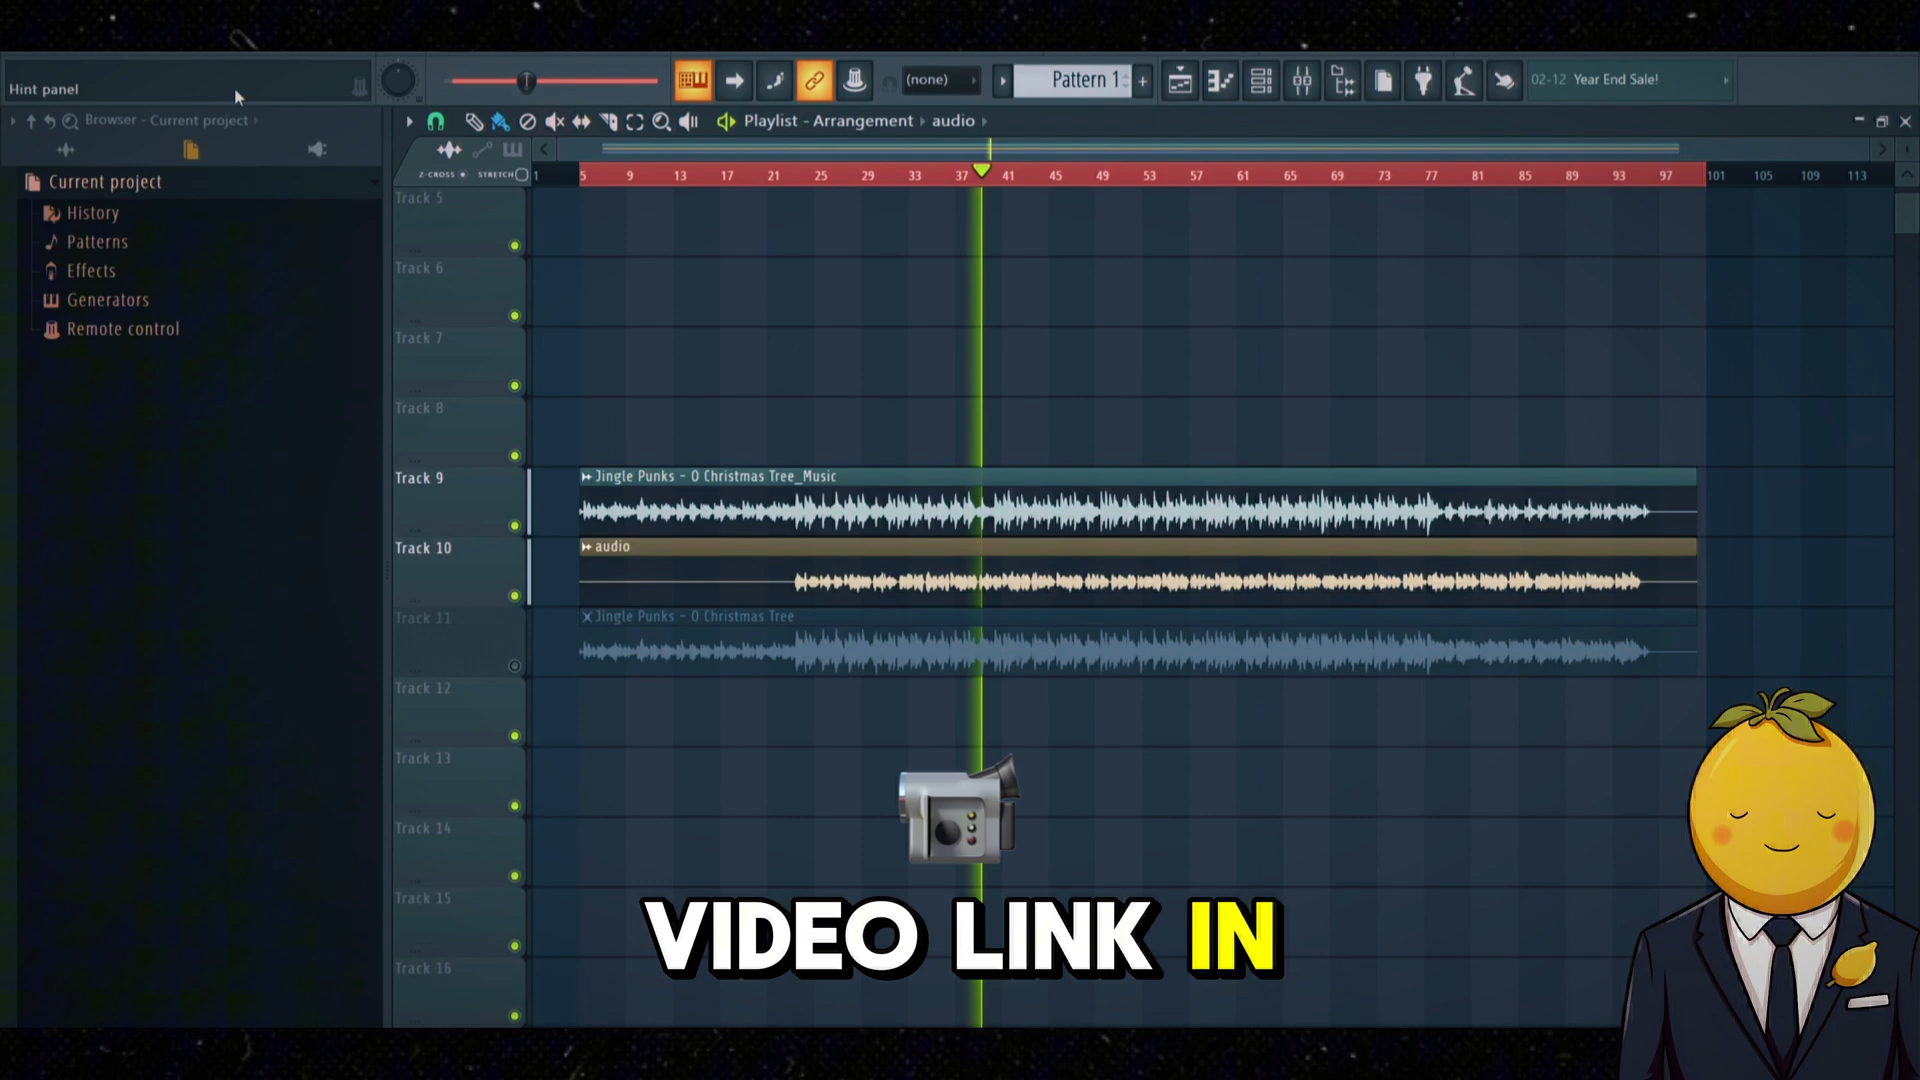 Hint panel
(none)
Pattern 1
02-12 Year End Sale!
Browser - Current project
Playlist - Arrangement audio
Z-CROSS STRETCH
1 5 9 13 17 21 25 29 33 37 41 45 49 53 57 61 65 69 73 77 81 85 89 93 97 101 105 109 113
Current project
History
Patterns
Effects
Generators
Remote control
Track 5
Track 6
Track 7
Track 8
Track 9
Jingle Punks - O Christmas Tree_Music
Track 10
audio
Track 11
Jingle Punks - O Christmas Tree
Track 12
Track 13
Track 14
Track 15
Track 16
VIDEO LINK IN